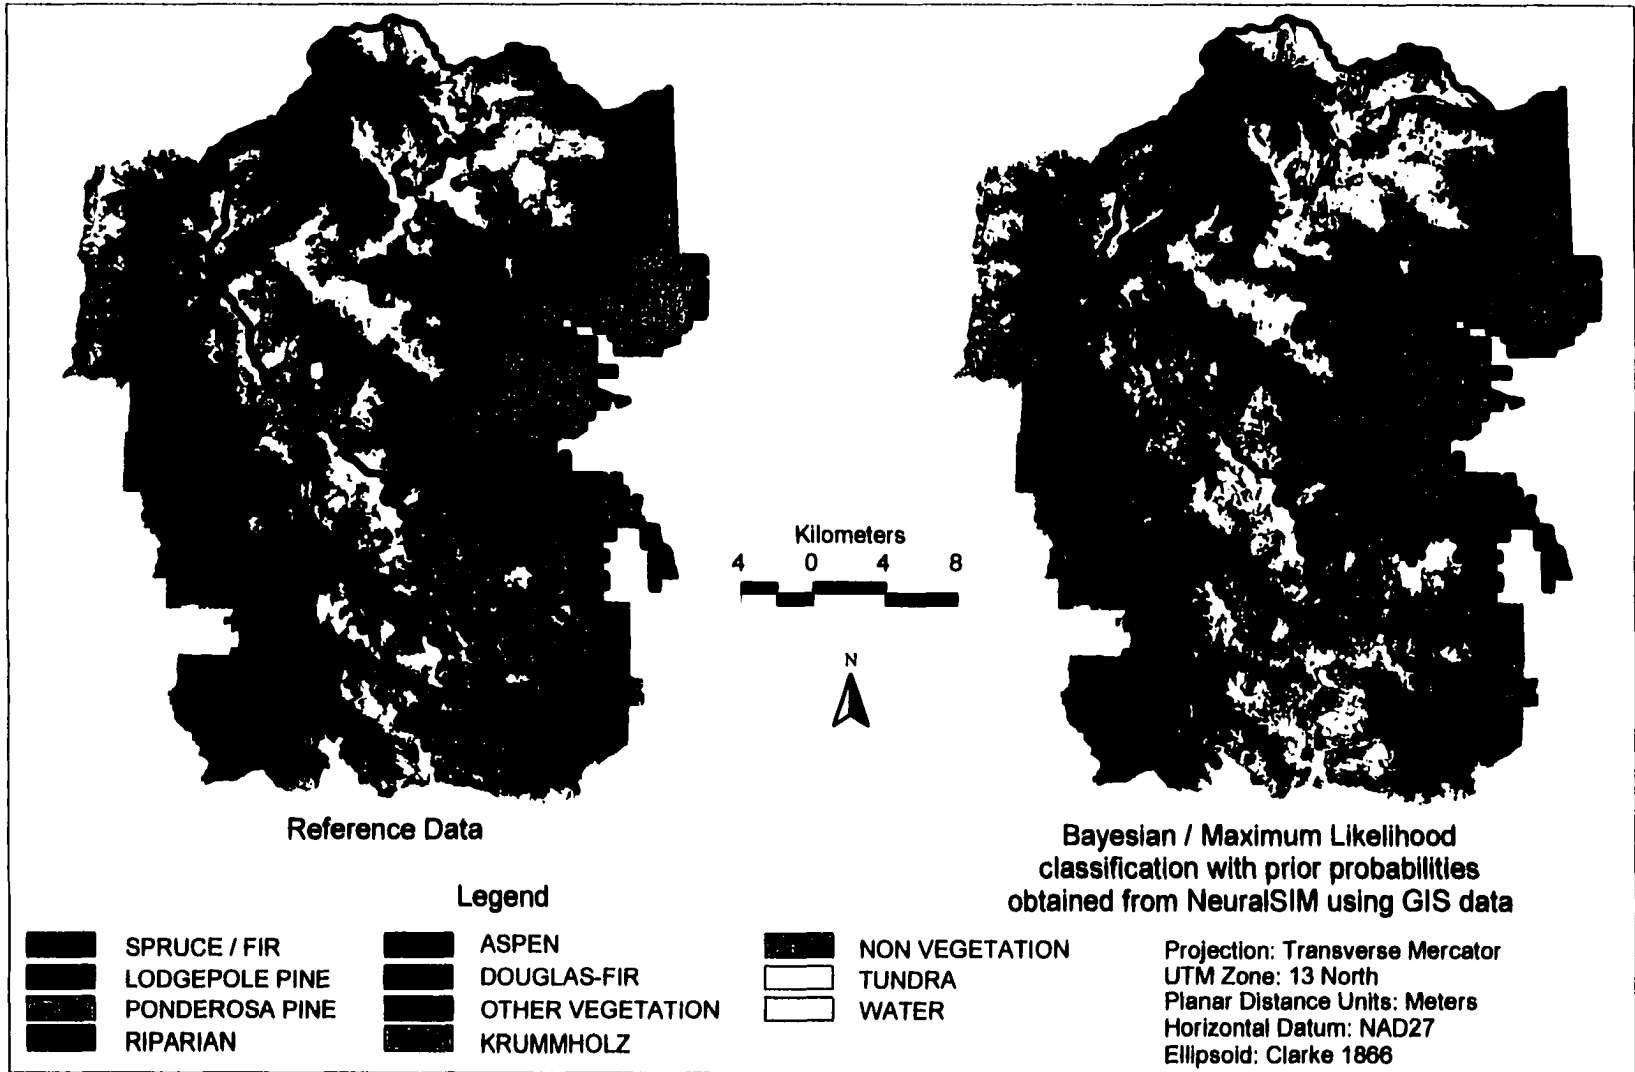 Kilometers
4 0 4 8
N
Reference Data
Bayesian / Maximum Likelihood
classification with prior probabilities
obtained from NeuralSIM using GIS data
Legend
SPRUCE / FIR
LODGEPOLE PINE
PONDEROSA PINE
RIPARIAN
ASPEN
DOUGLAS-FIR
OTHER VEGETATION
KRUMMHOLZ
NON VEGETATION
TUNDRA
WATER
Projection: Transverse Mercator
UTM Zone: 13 North
Planar Distance Units: Meters
Horizontal Datum: NAD27
Ellipsoid: Clarke 1866